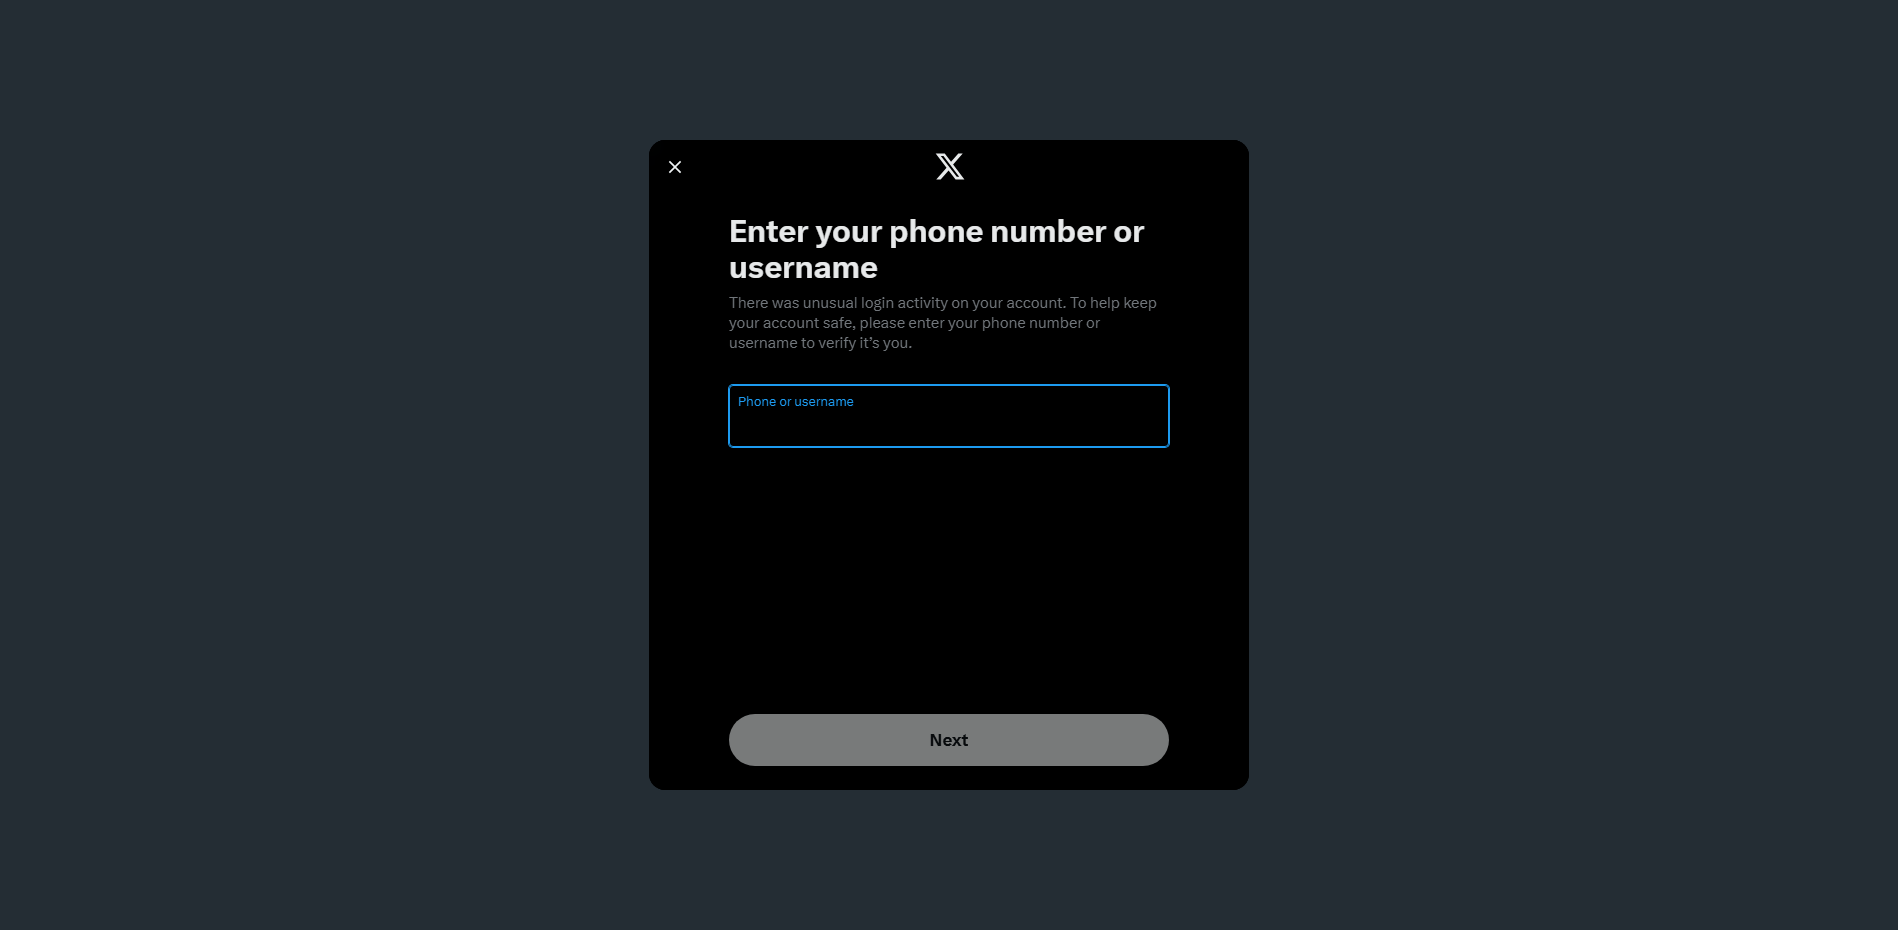 Enter your phone number or
username
There was unusual login activity on your account. To help keep
your account safe, please enter your phone number or
username to verify it’s you.
Phone or username
Next